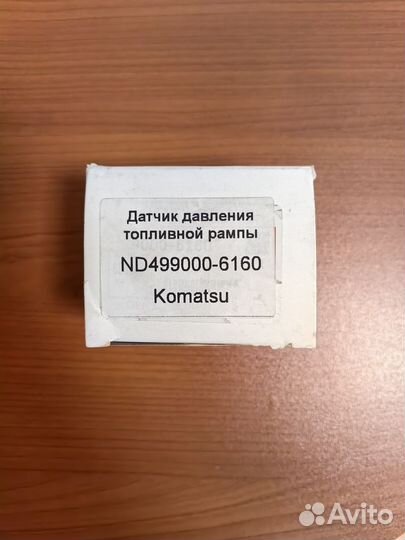 Датчик давления
топливной рампы
ND499000-6160
Komatsu
Avito